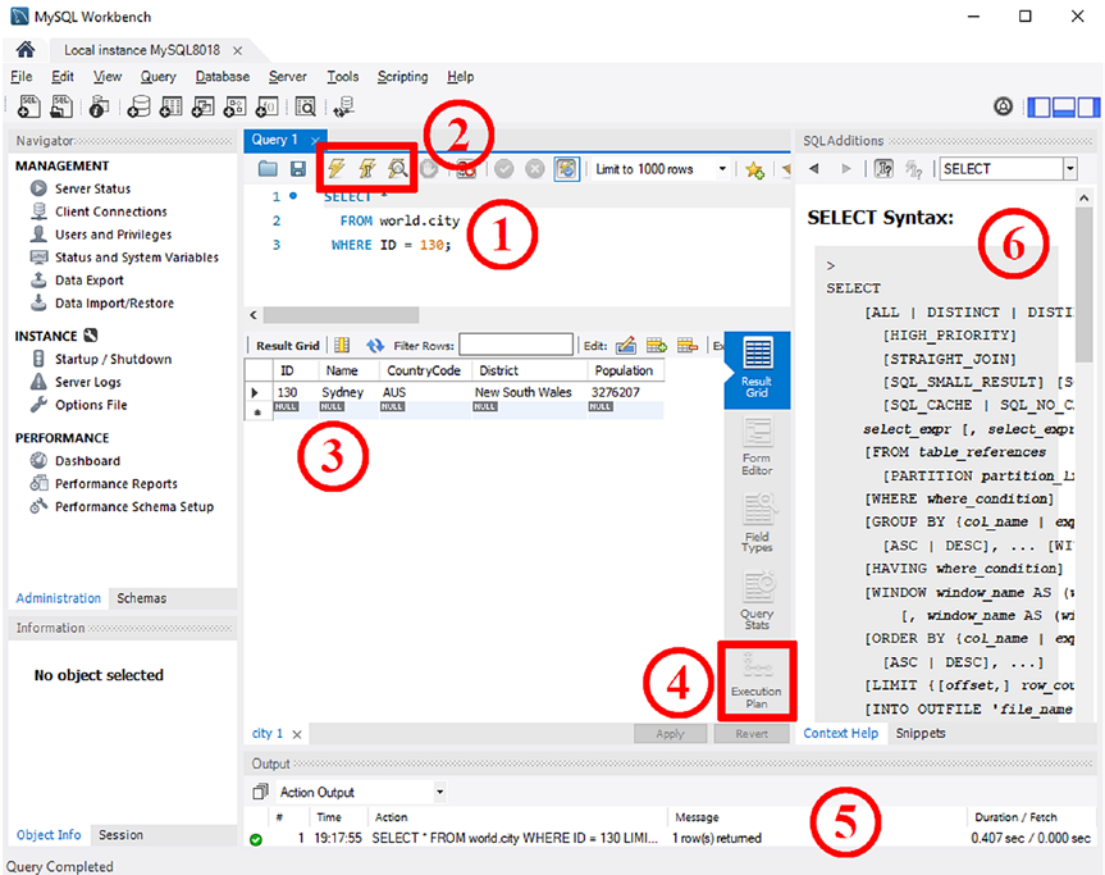 MySQL Workbench
Local instance MySQL8018
File Edit View Query Database Server Tools Scripting Help
Navigator
MANAGEMENT
Server Status
Client Connections
Users and Privileges
Status and System Variables
Data Export
Data Import/Restore
INSTANCE
Startup / Shutdown
Server Logs
Options File
PERFORMANCE
Dashboard
Performance Reports
Performance Schema Setup
Administration Schemas
Information
No object selected
Object Info Session
Query Completed
Query 1
2
Limit to 1000 rows
1 SELECT *
2 FROM world.city
3 WHERE ID = 130;
1
Result Grid Filter Rows: Edit:
ID Name CountryCode District Population
130 Sydney AUS New South Wales 3276207
NULL NULL NULL NULL NULL
3
Result Grid
Form Editor
Field Types
Query Stats
4
Execution Plan
city 1
Apply Revert
Output
Action Output
# Time Action Message Duration / Fetch
1 19:17:55 SELECT * FROM world.city WHERE ID = 130 LIMI... 1 row(s) returned 0.407 sec / 0.000 sec
5
SQLAdditions
SELECT
SELECT Syntax:
6
>
SELECT
[ALL | DISTINCT | DISTI
[HIGH_PRIORITY]
[STRAIGHT_JOIN]
[SQL_SMALL_RESULT] [S
[SQL_CACHE | SQL_NO_C
select_expr [, select_expr
[FROM table_references
[PARTITION partition_li
[WHERE where_condition]
[GROUP BY {col_name | exp
[ASC | DESC], ... [WI
[HAVING where_condition]
[WINDOW window_name AS (
[, window_name AS (wi
[ORDER BY {col_name | exp
[ASC | DESC], ...]
[LIMIT {[offset,] row_cou
[INTO OUTFILE 'file_name
Context Help Snippets